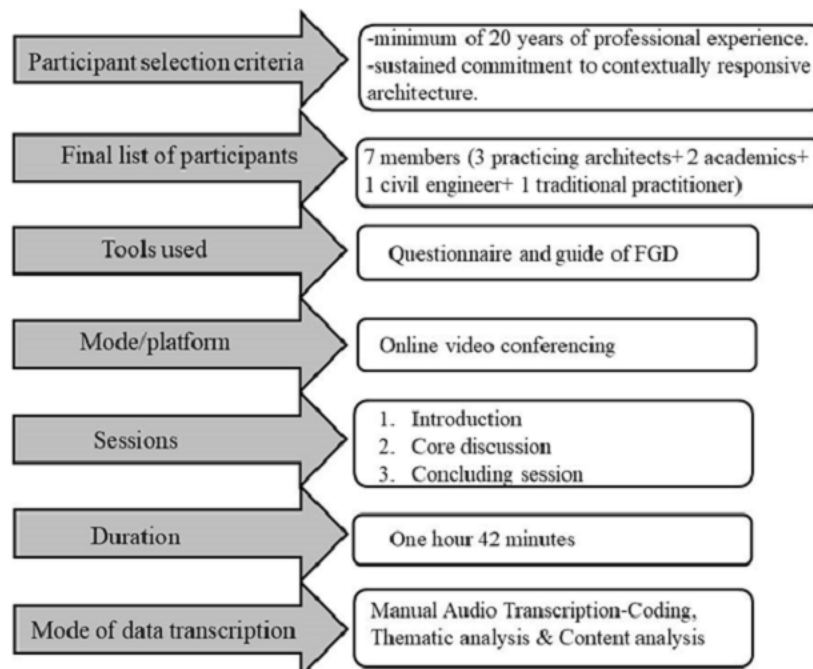 Participant selection criteria
-minimum of 20 years of professional experience.
-sustained commitment to contextually responsive
architecture.
Final list of participants
7 members (3 practicing architects+ 2 academics+
1 civil engineer+ 1 traditional practitioner)
Tools used
Questionnaire and guide of FGD
Mode/platform
Online video conferencing
Sessions
1. Introduction
2. Core discussion
3. Concluding session
Duration
One hour 42 minutes
Mode of data transcription
Manual Audio Transcription-Coding,
Thematic analysis & Content analysis